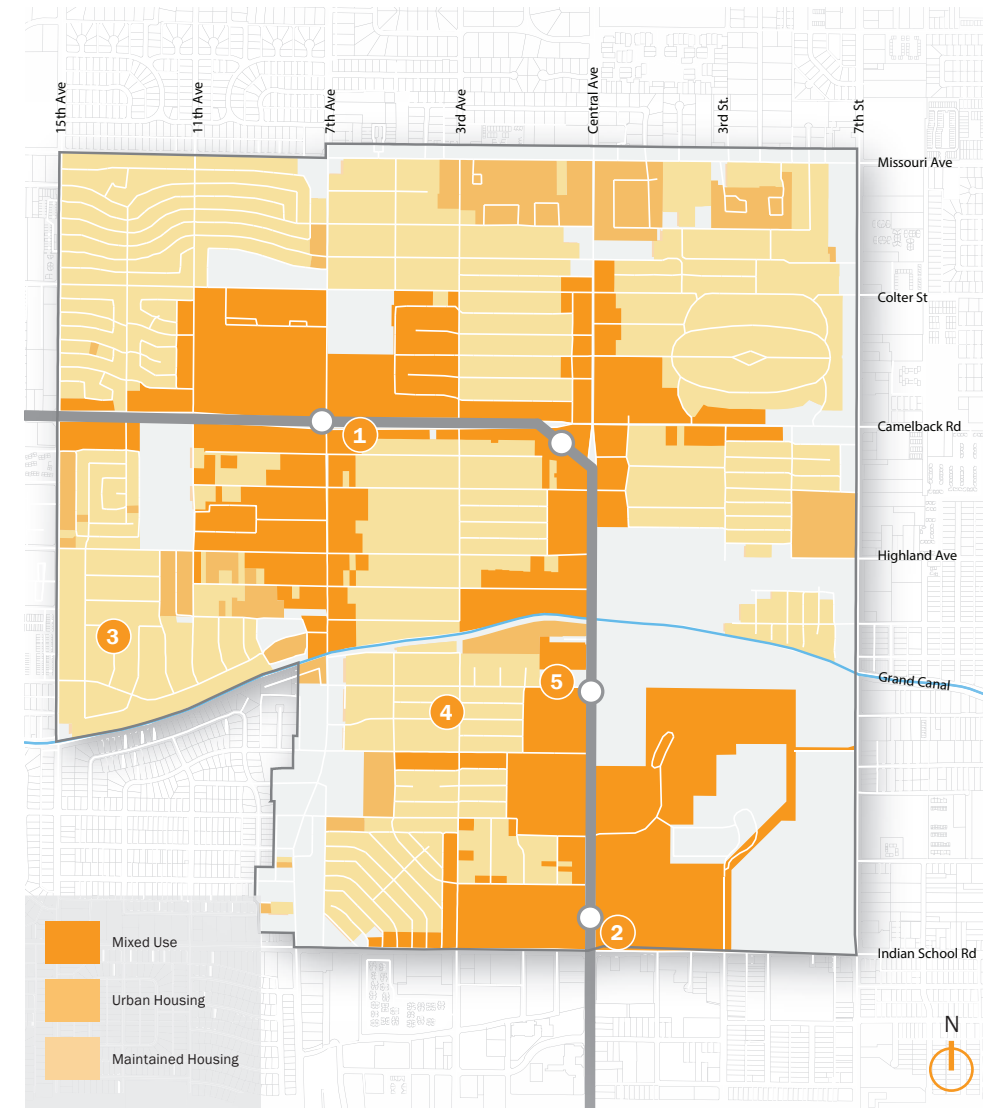 15th Ave
11th Ave
7th Ave
3rd Ave
Central Ave
3rd St.
7th St
Missouri Ave
Colter St
Camelback Rd
1
Highland Ave
3
Grand Canal
5
4
2
Indian School Rd
Mixed Use
Urban Housing
Maintained Housing
N